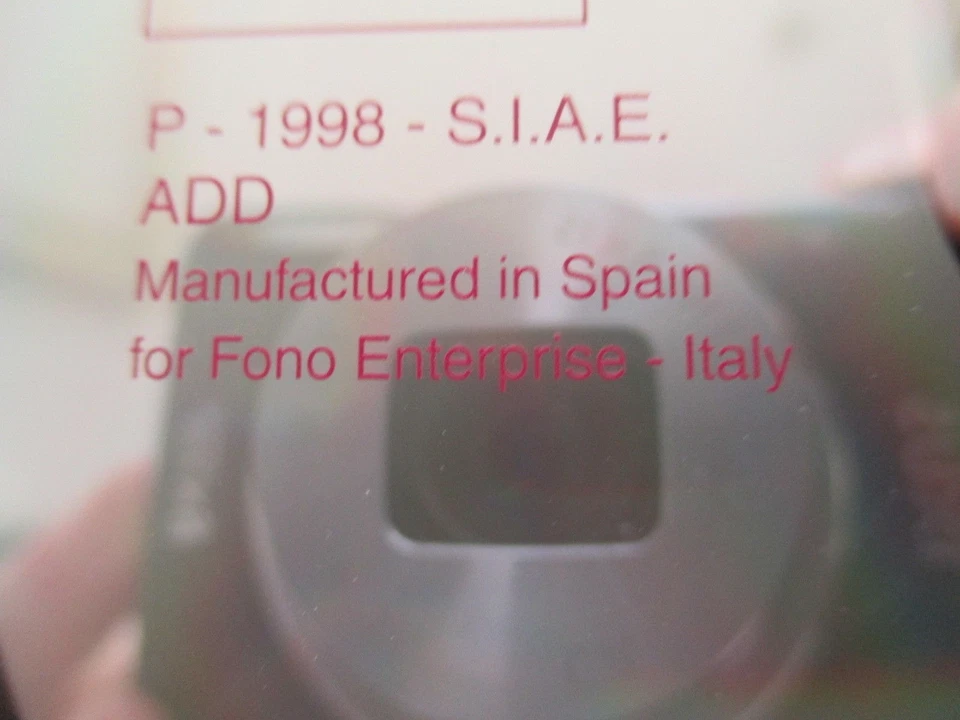 P - 1998 - S.I.A.E.
ADD
Manufactured in Spain
for Fono Enterprise - Italy